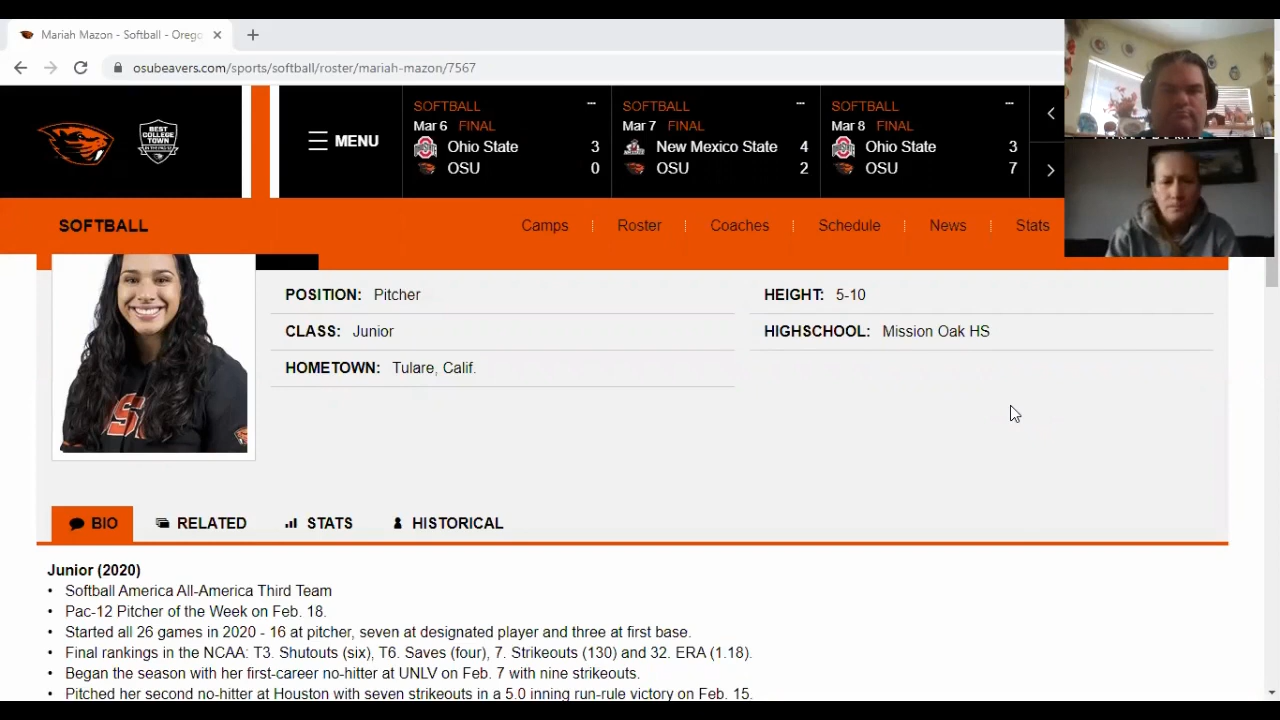 Mariah Mazon - Softball - Orego
osubeavers.com/sports/softball/roster/mariah-mazon/7567
BEST
COLLEGE
TOWN
MENU
SOFTBALL --
Mar 6 FINAL
Ohio State 3
OSU 0
SOFTBALL --
Mar 7 FINAL
New Mexico State 4
OSU 2
SOFTBALL --
Mar 8 FINAL
Ohio State 3
OSU 7
SOFTBALL
Camps
Roster
Coaches
Schedule
News
Stats
POSITION: Pitcher
HEIGHT: 5-10
CLASS: Junior
HIGHSCHOOL: Mission Oak HS
HOMETOWN: Tulare, Calif.
BIO
RELATED
STATS
HISTORICAL
Junior (2020)
• Softball America All-America Third Team
• Pac-12 Pitcher of the Week on Feb. 18.
• Started all 26 games in 2020 - 16 at pitcher, seven at designated player and three at first base.
• Final rankings in the NCAA: T3. Shutouts (six), T6. Saves (four), 7. Strikeouts (130) and 32. ERA (1.18).
• Began the season with her first-career no-hitter at UNLV on Feb. 7 with nine strikeouts.
• Pitched her second no-hitter at Houston with seven strikeouts in a 5.0 inning run-rule victory on Feb. 15.